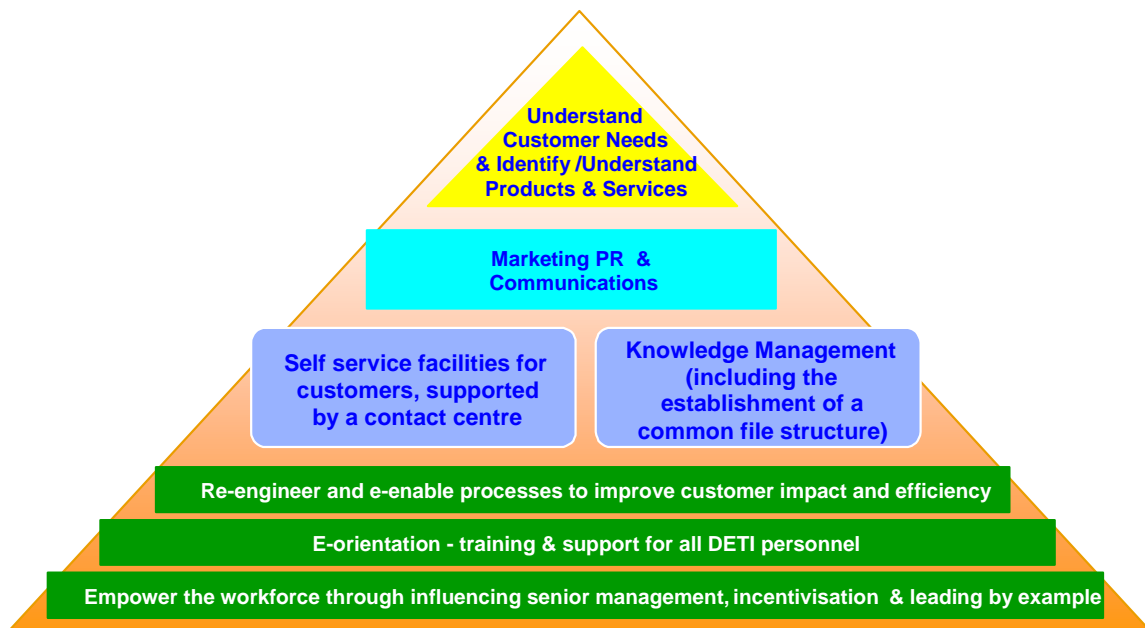 Understand
Customer Needs
& Identify /Understand
Products & Services
Marketing PR &
Communications
Self service facilities for
customers, supported
by a contact centre
Knowledge Management
(including the
establishment of a
common file structure)
Re-engineer and e-enable processes to improve customer impact and efficiency
E-orientation - training & support for all DETI personnel
Empower the workforce through influencing senior management, incentivisation & leading by example